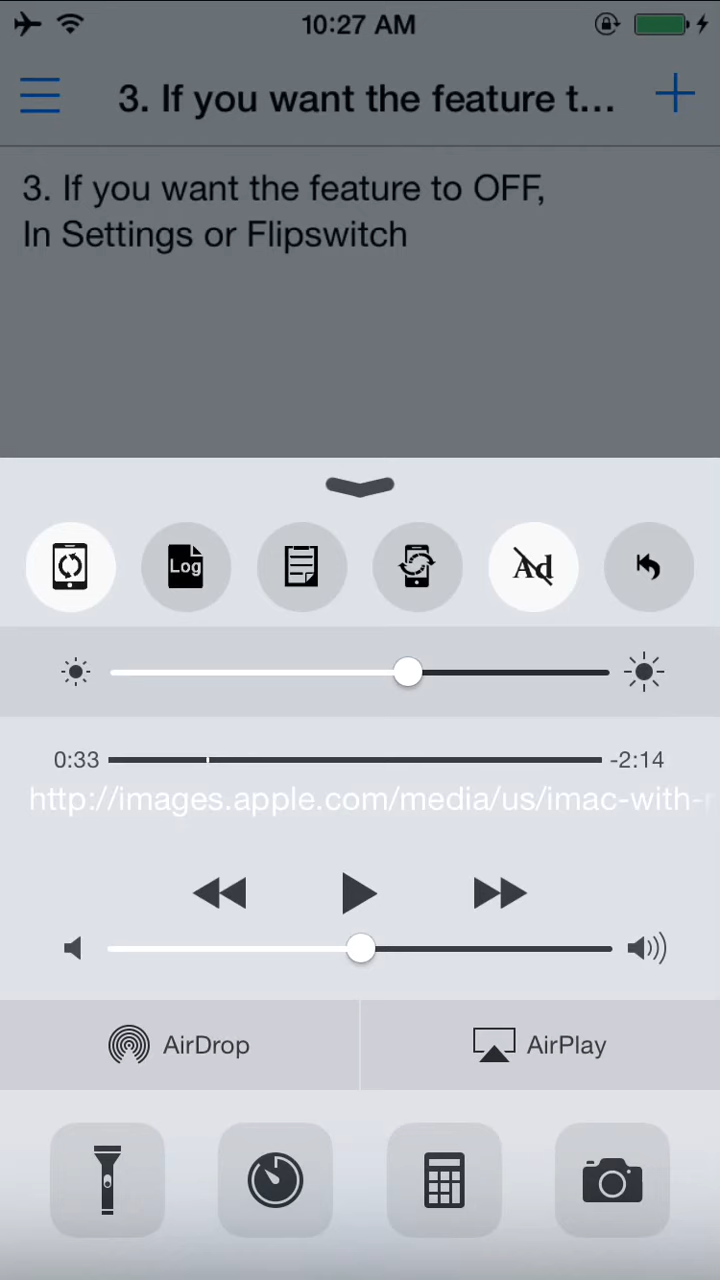 10:27 AM
3. If you want the feature t...
3. If you want the feature to OFF,
In Settings or Flipswitch
Log
Ad
0:33
-2:14
http://images.apple.com/media/us/imac-with-
AirDrop
AirPlay